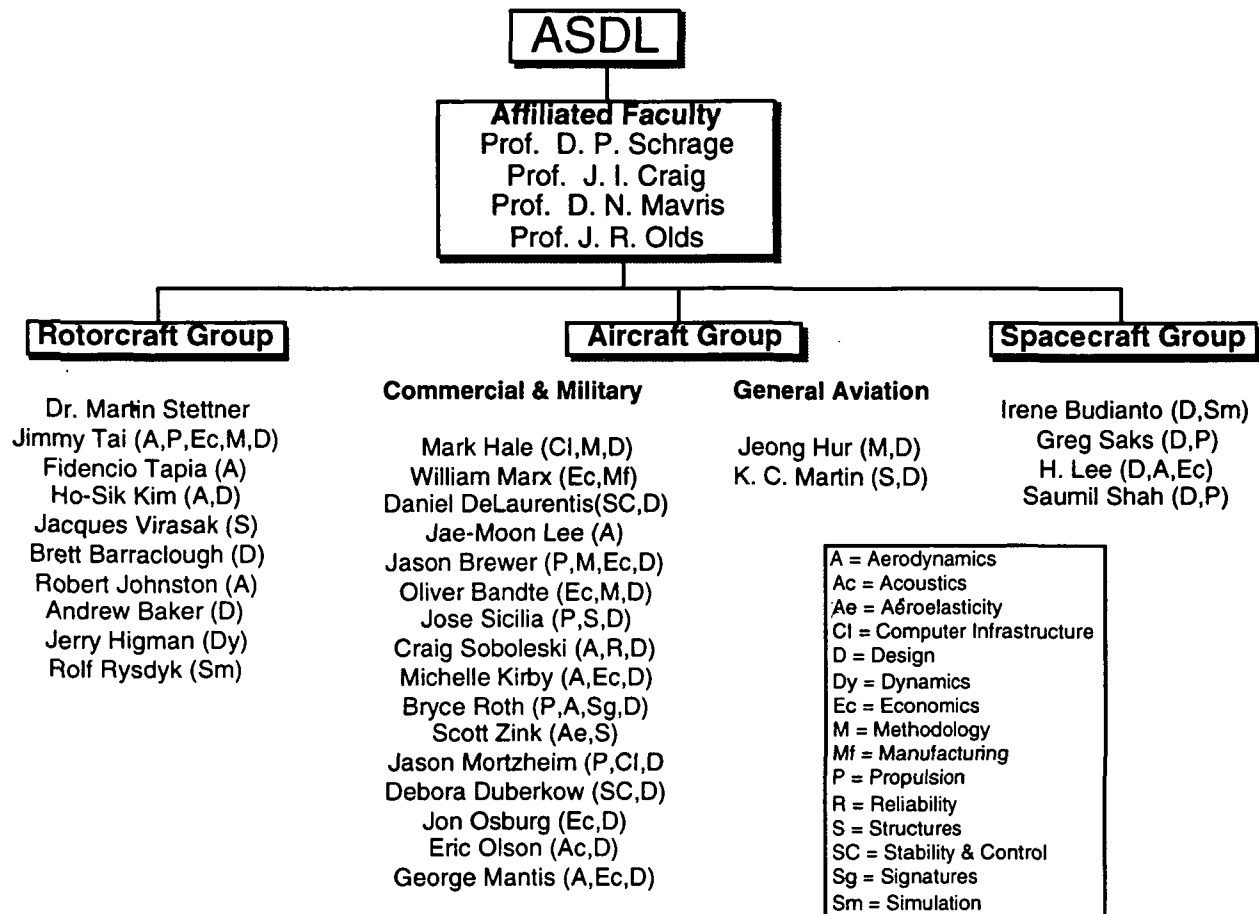 ASDL
Affiliated Faculty
Prof. D. P. Schrage
Prof. J. I. Craig
Prof. D. N. Mavris
Prof. J. R. Olds
Rotorcraft Group
Dr. Martin Stettner
Jimmy Tai (A,P,Ec,M,D)
Fidencio Tapia (A)
Ho-Sik Kim (A,D)
Jacques Virasak (S)
Brett Barraclough (D)
Robert Johnston (A)
Andrew Baker (D)
Jerry Higman (Dy)
Rolf Rysdyk (Sm)
Aircraft Group
Commercial & Military
Mark Hale (CI,M,D)
William Marx (Ec,Mf)
Daniel DeLaurentis(SC,D)
Jae-Moon Lee (A)
Jason Brewer (P,M,Ec,D)
Oliver Bandte (Ec,M,D)
Jose Sicilia (P,S,D)
Craig Soboleski (A,R,D)
Michelle Kirby (A,Ec,D)
Bryce Roth (P,A,Sg,D)
Scott Zink (Ae,S)
Jason Mortzheim (P,CI,D
Debora Duberkow (SC,D)
Jon Osburg (Ec,D)
Eric Olson (Ac,D)
George Mantis (A,Ec,D)
General Aviation
Jeong Hur (M,D)
K. C. Martin (S,D)
Spacecraft Group
Irene Budianto (D,Sm)
Greg Saks (D,P)
H. Lee (D,A,Ec)
Saumil Shah (D,P)
A = Aerodynamics
Ac = Acoustics
Ae = Aéroelasticity
CI = Computer Infrastructure
D = Design
Dy = Dynamics
Ec = Economics
M = Methodology
Mf = Manufacturing
P = Propulsion
R = Reliability
S = Structures
SC = Stability & Control
Sg = Signatures
Sm = Simulation